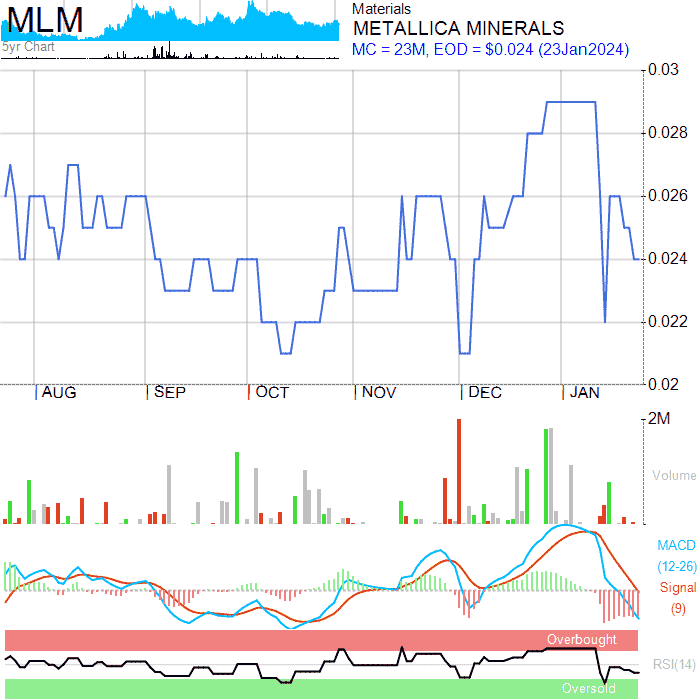 MLM
5yr Chart
Materials
METALLICA MINERALS
MC = 23M, EOD = $0.024 (23Jan2024)
0.03
0.028
0.026
0.024
0.022
0.02
AUG SEP OCT NOV DEC JAN
2M
Volume
MACD
(12-26)
Signal
(9)
Overbought
RSI(14)
Oversold